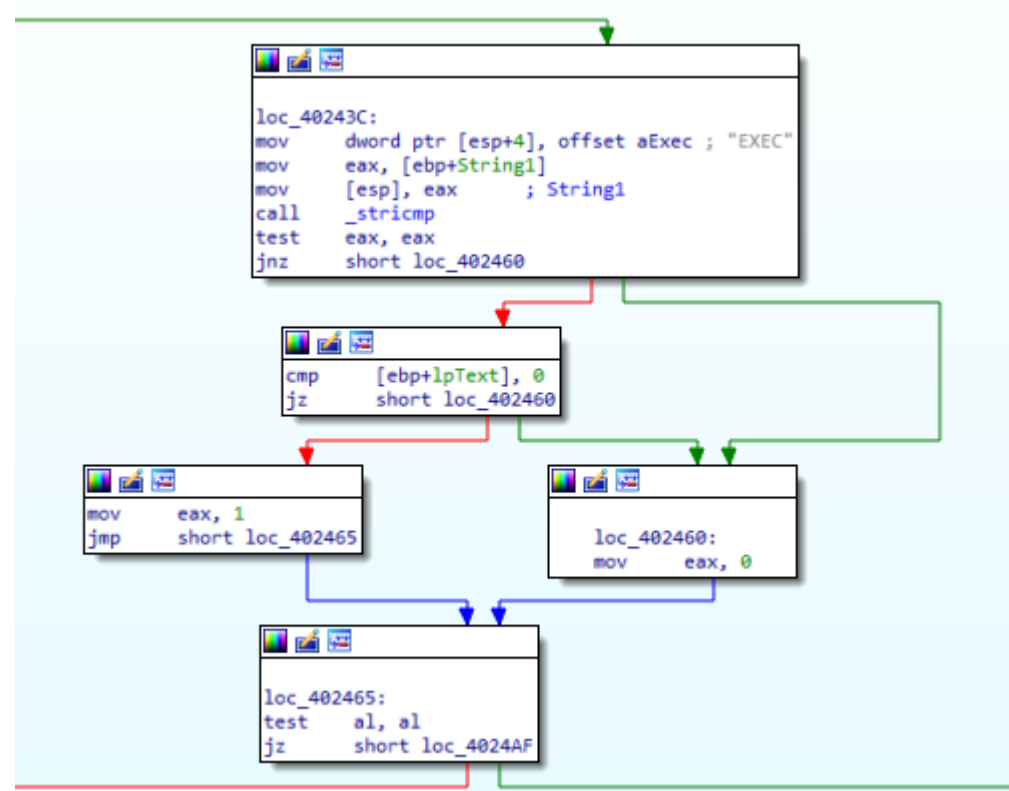 loc_40243C:
mov     dword ptr [esp+4], offset aExec ; "EXEC"
mov     eax, [ebp+String1]
mov     [esp], eax      ; String1
call    _stricmp
test    eax, eax
jnz     short loc_402460
cmp     [ebp+lpText], 0
jz      short loc_402460
mov     eax, 1
jmp     short loc_402465
loc_402460:
mov     eax, 0
loc_402465:
test    al, al
jz      short loc_4024AF